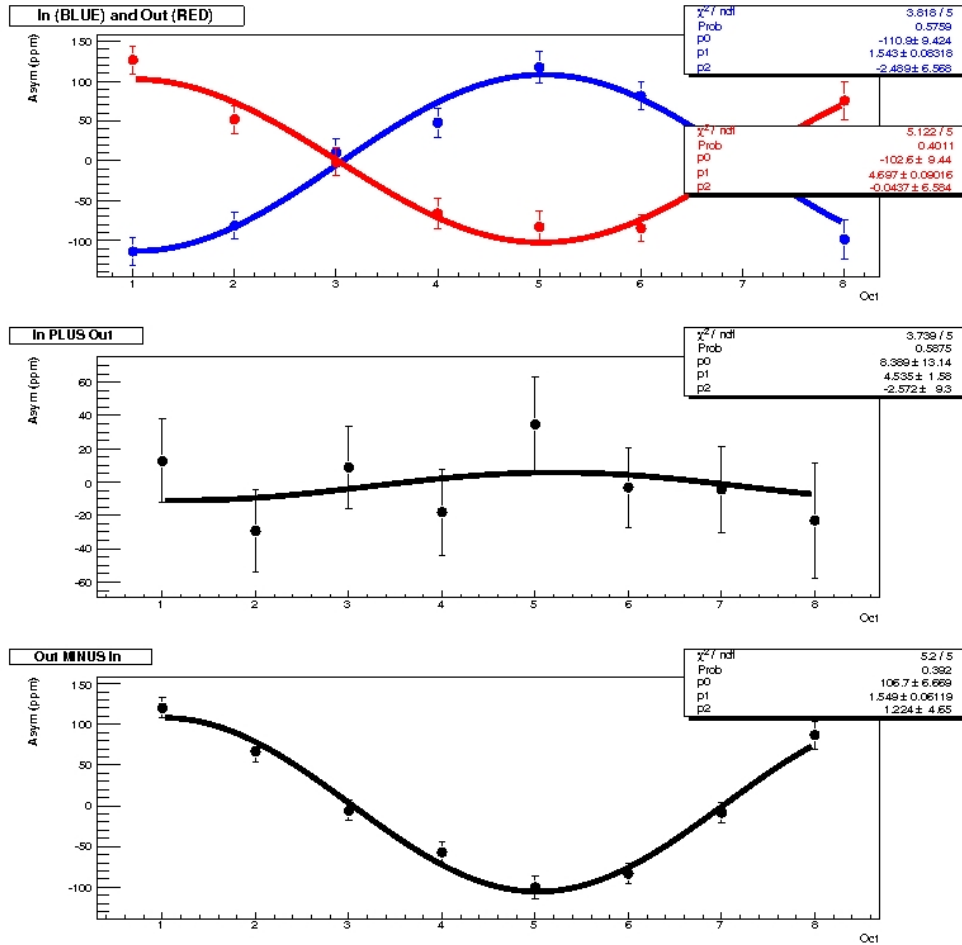 In (BLUE) and Out (RED)
χ² / ndf 3.818 / 5
Prob 0.5759
p0 -110.9± 9.424
p1 1.543± 0.08318
p2 -2.489± 6.568
χ² / ndf 5.122 / 5
Prob 0.4011
p0 -102.6± 9.44
p1 4.697± 0.09016
p2 -0.0437± 6.584
Asym (ppm)
150
100
50
0
-50
-100
1 2 3 4 5 6 7 8
Oct
In PLUS Out
χ² / ndf 3.739 / 5
Prob 0.5875
p0 8.389± 13.14
p1 4.535± 1.58
p2 -2.572± 9.3
Asym (ppm)
60
40
20
0
-20
-40
-60
1 2 3 4 5 6 7 8
Oct
Out MINUS In
χ² / ndf 5.2 / 5
Prob 0.392
p0 106.7± 6.669
p1 1.549± 0.06119
p2 1.224± 4.65
Asym (ppm)
150
100
50
0
-50
-100
1 2 3 4 5 6 7 8
Oct